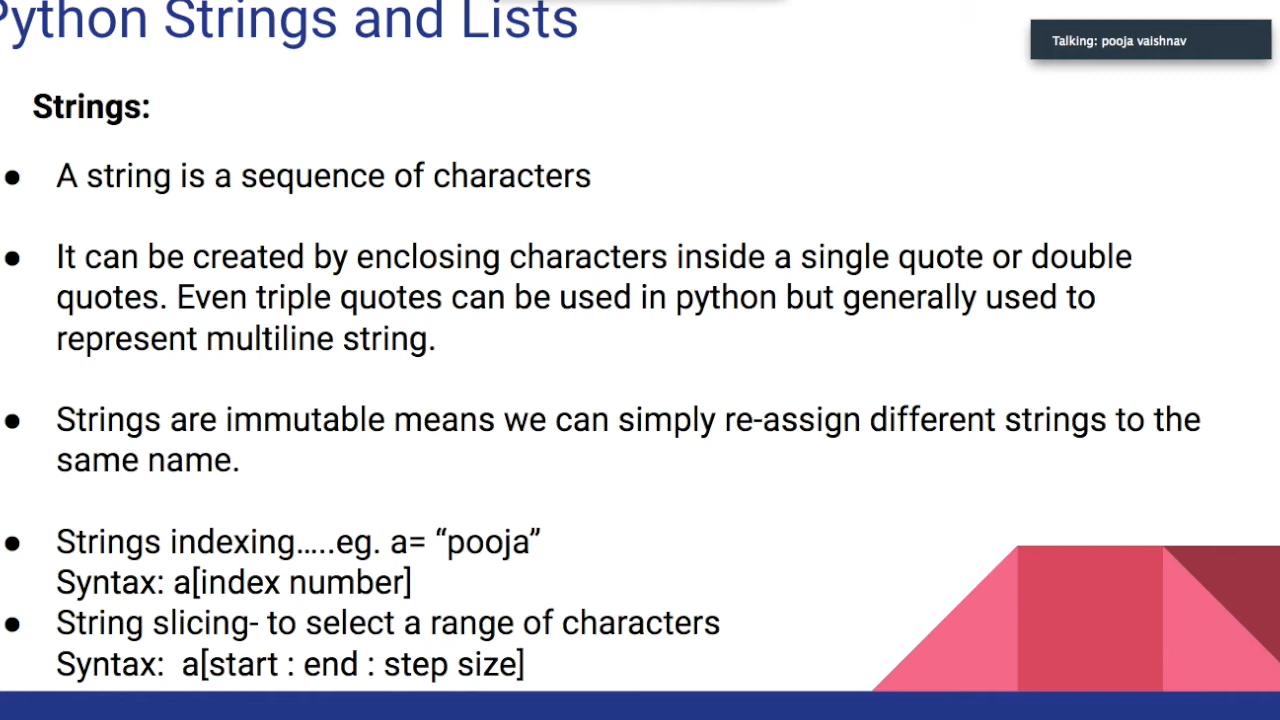 Python Strings and Lists
Talking: pooja vaishnav
Strings:
● A string is a sequence of characters
● It can be created by enclosing characters inside a single quote or double
quotes. Even triple quotes can be used in python but generally used to
represent multiline string.
● Strings are immutable means we can simply re-assign different strings to the
same name.
● Strings indexing…..eg. a= “pooja”
Syntax: a[index number]
● String slicing- to select a range of characters
Syntax:  a[start : end : step size]